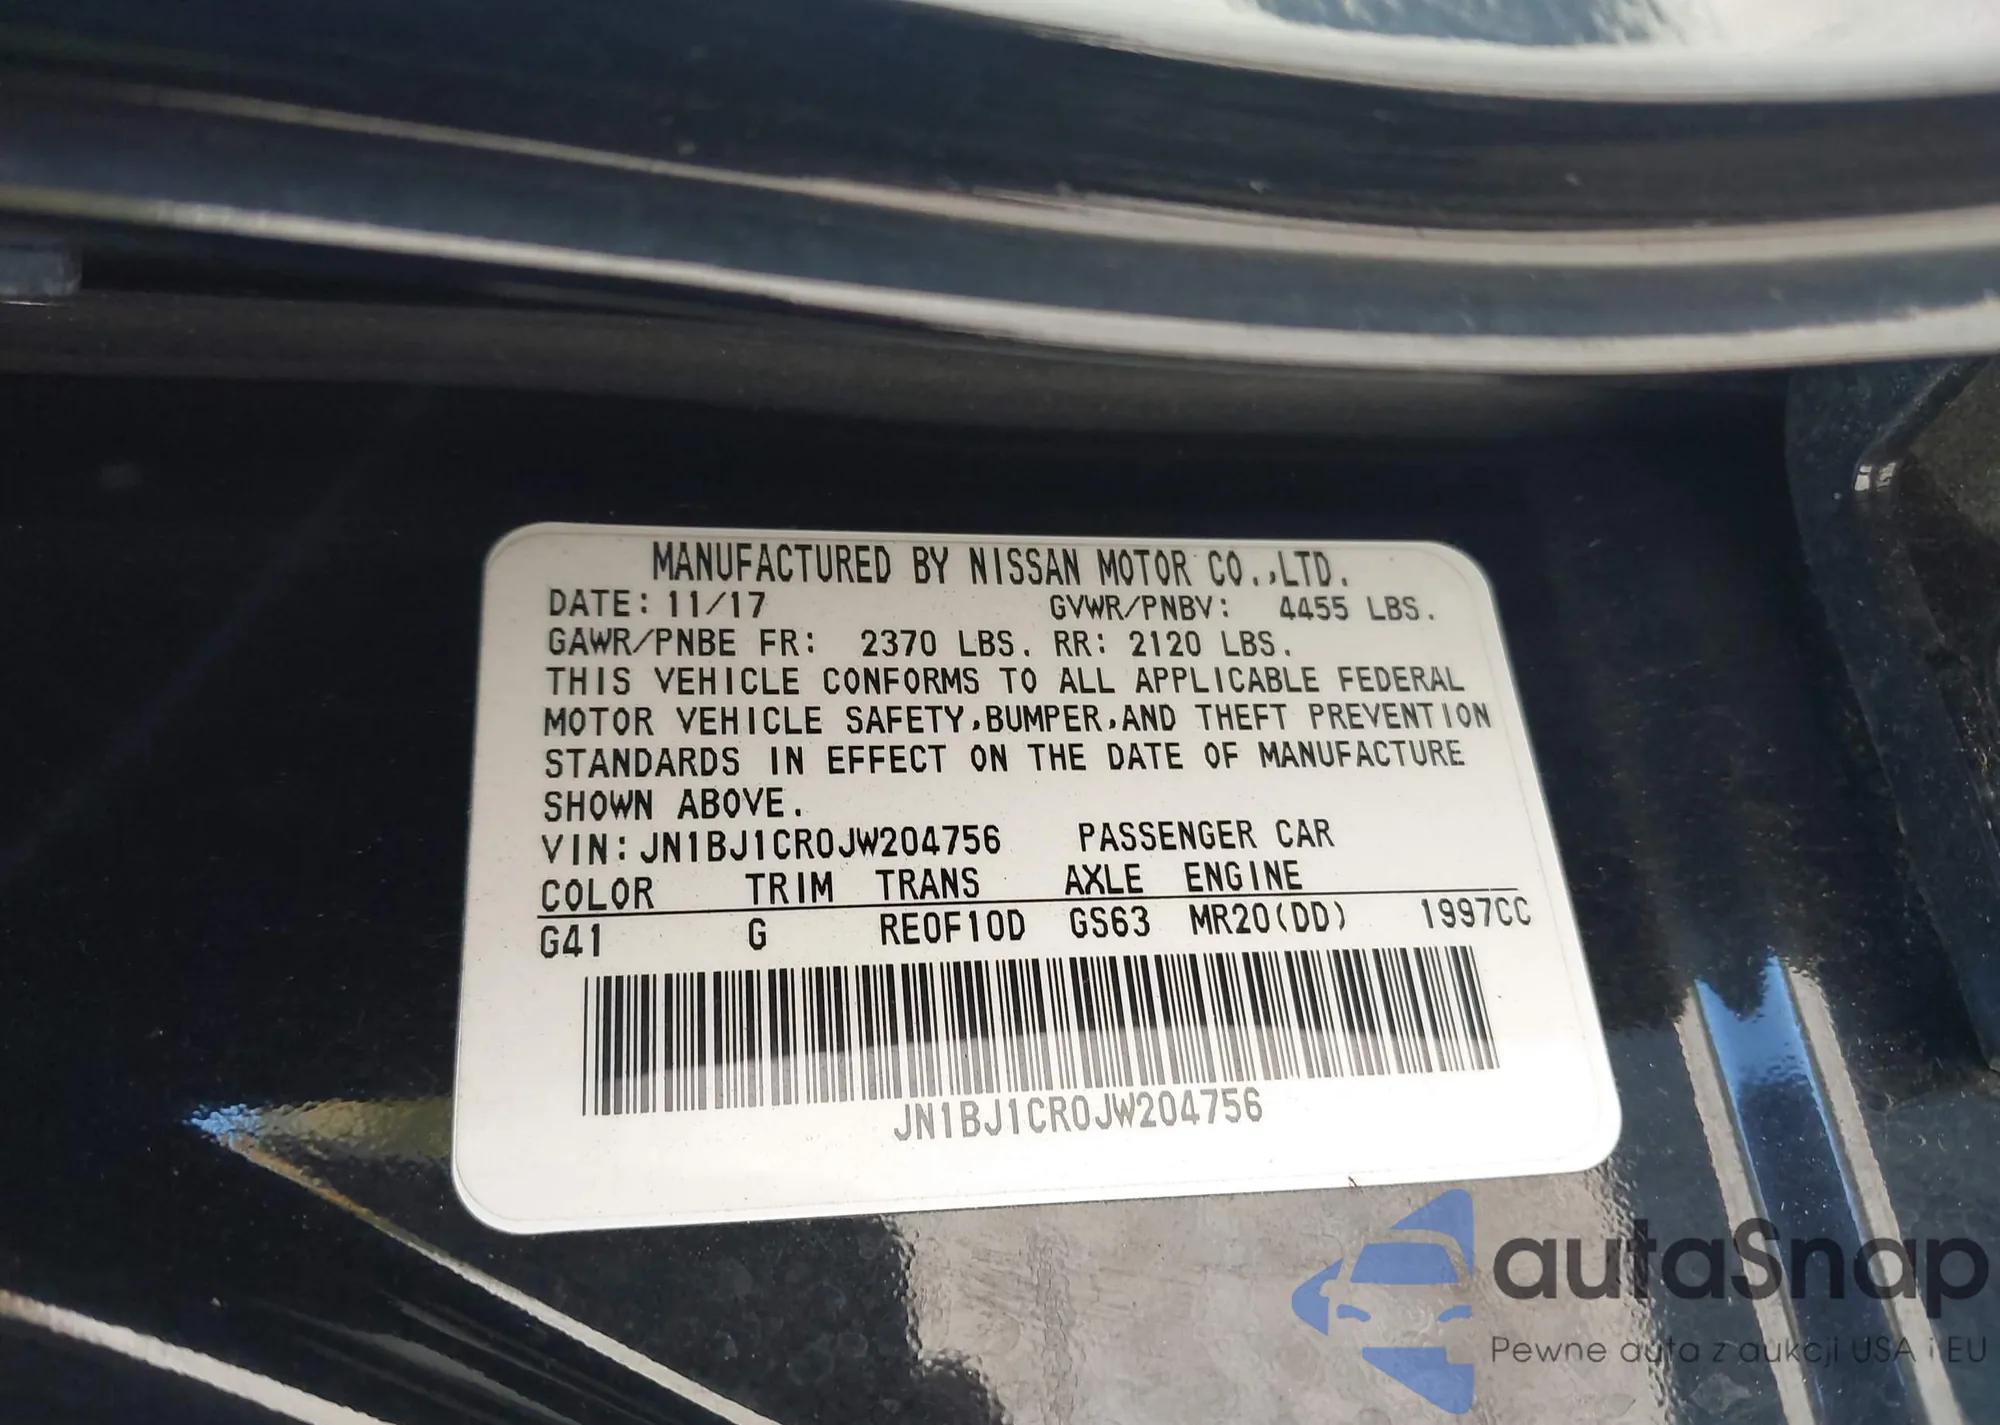 MANUFACTURED BY NISSAN MOTOR CO.,LTD.
DATE: 11/17 GVWR/PNBV: 4455 LBS.
GAWR/PNBE FR: 2370 LBS. RR: 2120 LBS.
THIS VEHICLE CONFORMS TO ALL APPLICABLE FEDERAL
MOTOR VEHICLE SAFETY,BUMPER,AND THEFT PREVENTION
STANDARDS IN EFFECT ON THE DATE OF MANUFACTURE
SHOWN ABOVE.
VIN: JN1BJ1CR0JW204756 PASSENGER CAR
COLOR TRIM TRANS AXLE ENGINE
G41 G RE0F10D GS63 MR20(DD) 1997CC
JN1BJ1CR0JW204756
autaSnap
Pewne auta z aukcji USA i EU